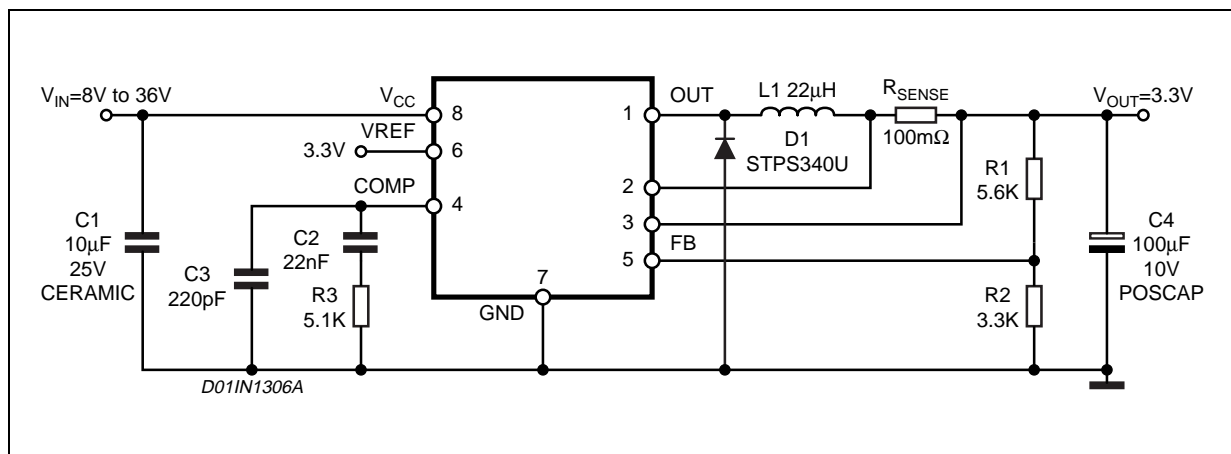 V_IN=8V to 36V
V_CC
8
VREF
3.3V
6
COMP
4
C1
10μF
25V
CERAMIC
C3
220pF
C2
22nF
R3
5.1K
7
GND
1
OUT
2
3
FB
5
L1 22μH
D1
STPS340U
R_SENSE
100mΩ
V_OUT=3.3V
R1
5.6K
R2
3.3K
C4
100μF
10V
POSCAP
D01IN1306A